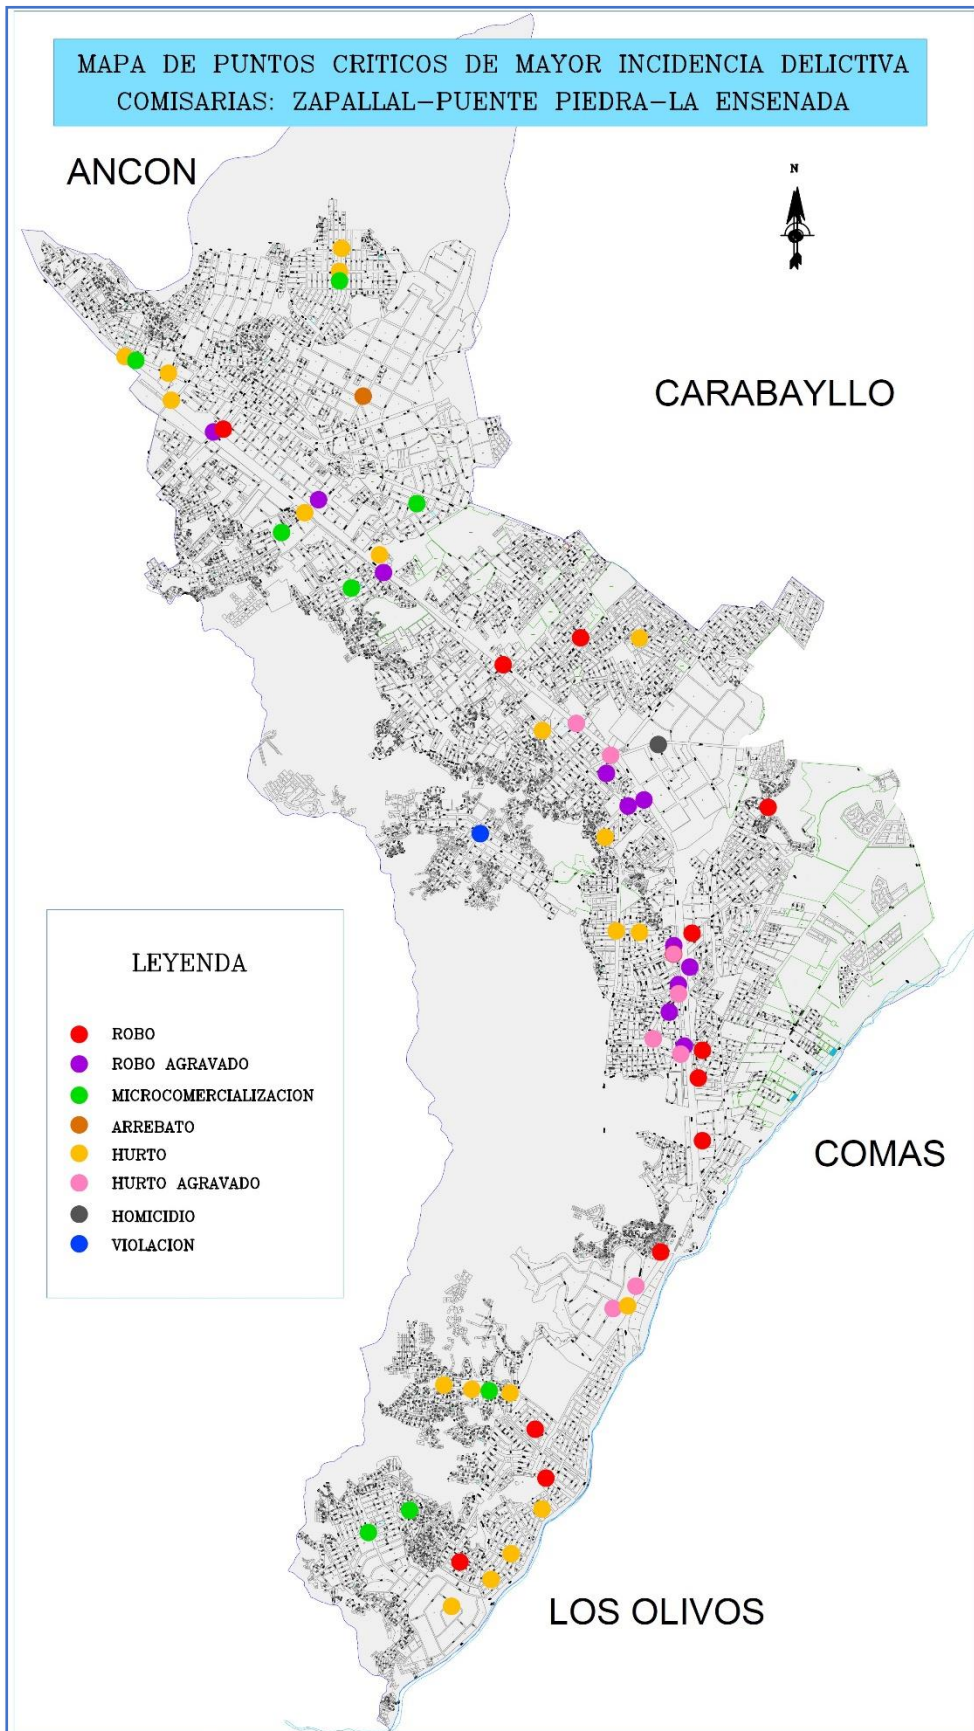 MAPA DE PUNTOS CRITICOS DE MAYOR INCIDENCIA DELICTIVA
COMISARIAS: ZAPALLAL-PUENTE PIEDRA-LA ENSENADA
ANCON
N
CARABAYLLO
LEYENDA
ROBO
ROBO AGRAVADO
MICROCOMERCIALIZACION
ARREBATO
HURTO
HURTO AGRAVADO
HOMICIDIO
VIOLACION
COMAS
LOS OLIVOS